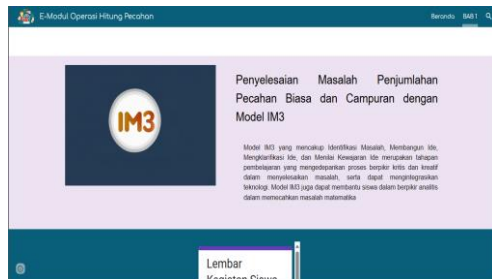 E-Modul Operasi Hitung Pecahan
Beranda BAB 1
IM3
Penyelesaian Masalah Penjumlahan
Pecahan Biasa dan Campuran dengan
Model IM3
Model IM3 yang mencakup Identifikasi Masalah, Membangun Ide,
Mengklarifikasi Ide, dan Menilai Kewajaran Ide merupakan tahapan
pembelajaran yang mengedepankan proses berpikir kritis dan kreatif
dalam menyelesaikan masalah, serta dapat mengintegrasikan
teknologi. Model IM3 juga dapat membantu siswa dalam berpikir analitis
dalam memecahkan masalah matematika
Lembar
Kegiatan Siswa